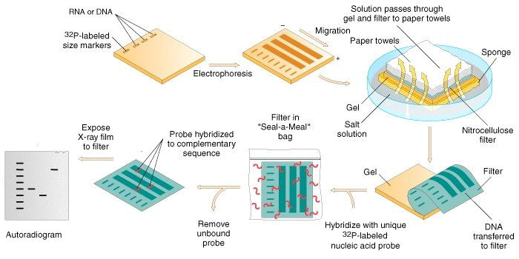 RNA or DNA
³²P-labeled
size markers
Electrophoresis
–
Migration
+
Solution passes through
gel and filter to paper towels
Paper towels
Sponge
Gel
Salt
solution
Nitrocellulose
filter
Gel
Filter
DNA
transferred
to filter
Hybridize with unique
³²P-labeled
nucleic acid probe
Filter in
"Seal-a-Meal"
bag
Remove
unbound
probe
Probe hybridized
to complementary
sequence
Expose
X-ray film
to filter
Autoradiogram